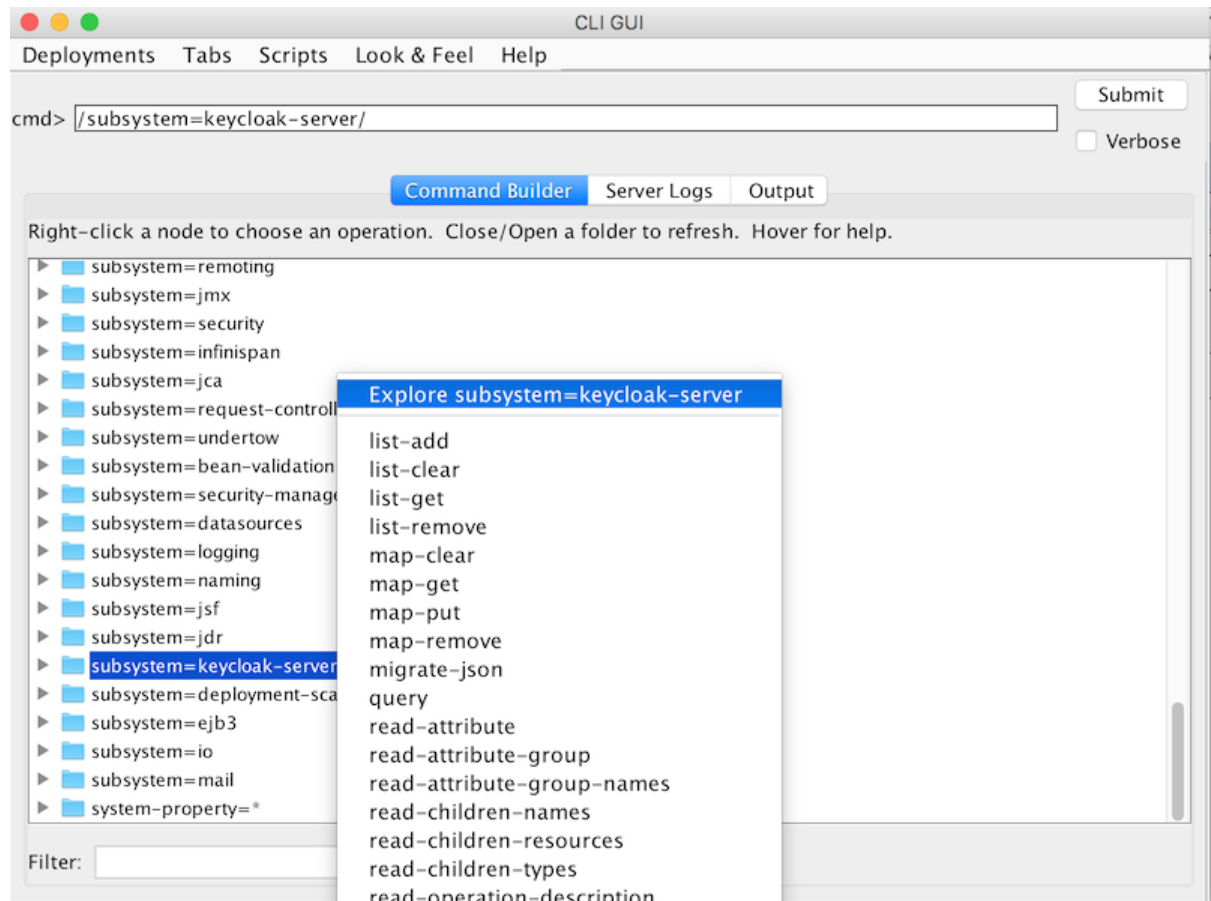 CLI GUI
Deployments Tabs Scripts Look & Feel Help
Submit
cmd> /subsystem=keycloak-server/
Verbose
Command Builder Server Logs Output
Right-click a node to choose an operation. Close/Open a folder to refresh. Hover for help.
subsystem=remoting
subsystem=jmx
subsystem=security
subsystem=infinispan
subsystem=jca
subsystem=request-controll
subsystem=undertow
subsystem=bean-validation
subsystem=security-manage
subsystem=datasources
subsystem=logging
subsystem=naming
subsystem=jsf
subsystem=jdr
subsystem=keycloak-server
subsystem=deployment-sca
subsystem=ejb3
subsystem=io
subsystem=mail
system-property=*
Explore subsystem=keycloak-server
list-add
list-clear
list-get
list-remove
map-clear
map-get
map-put
map-remove
migrate-json
query
read-attribute
read-attribute-group
read-attribute-group-names
read-children-names
read-children-resources
read-children-types
read-operation-description
Filter: